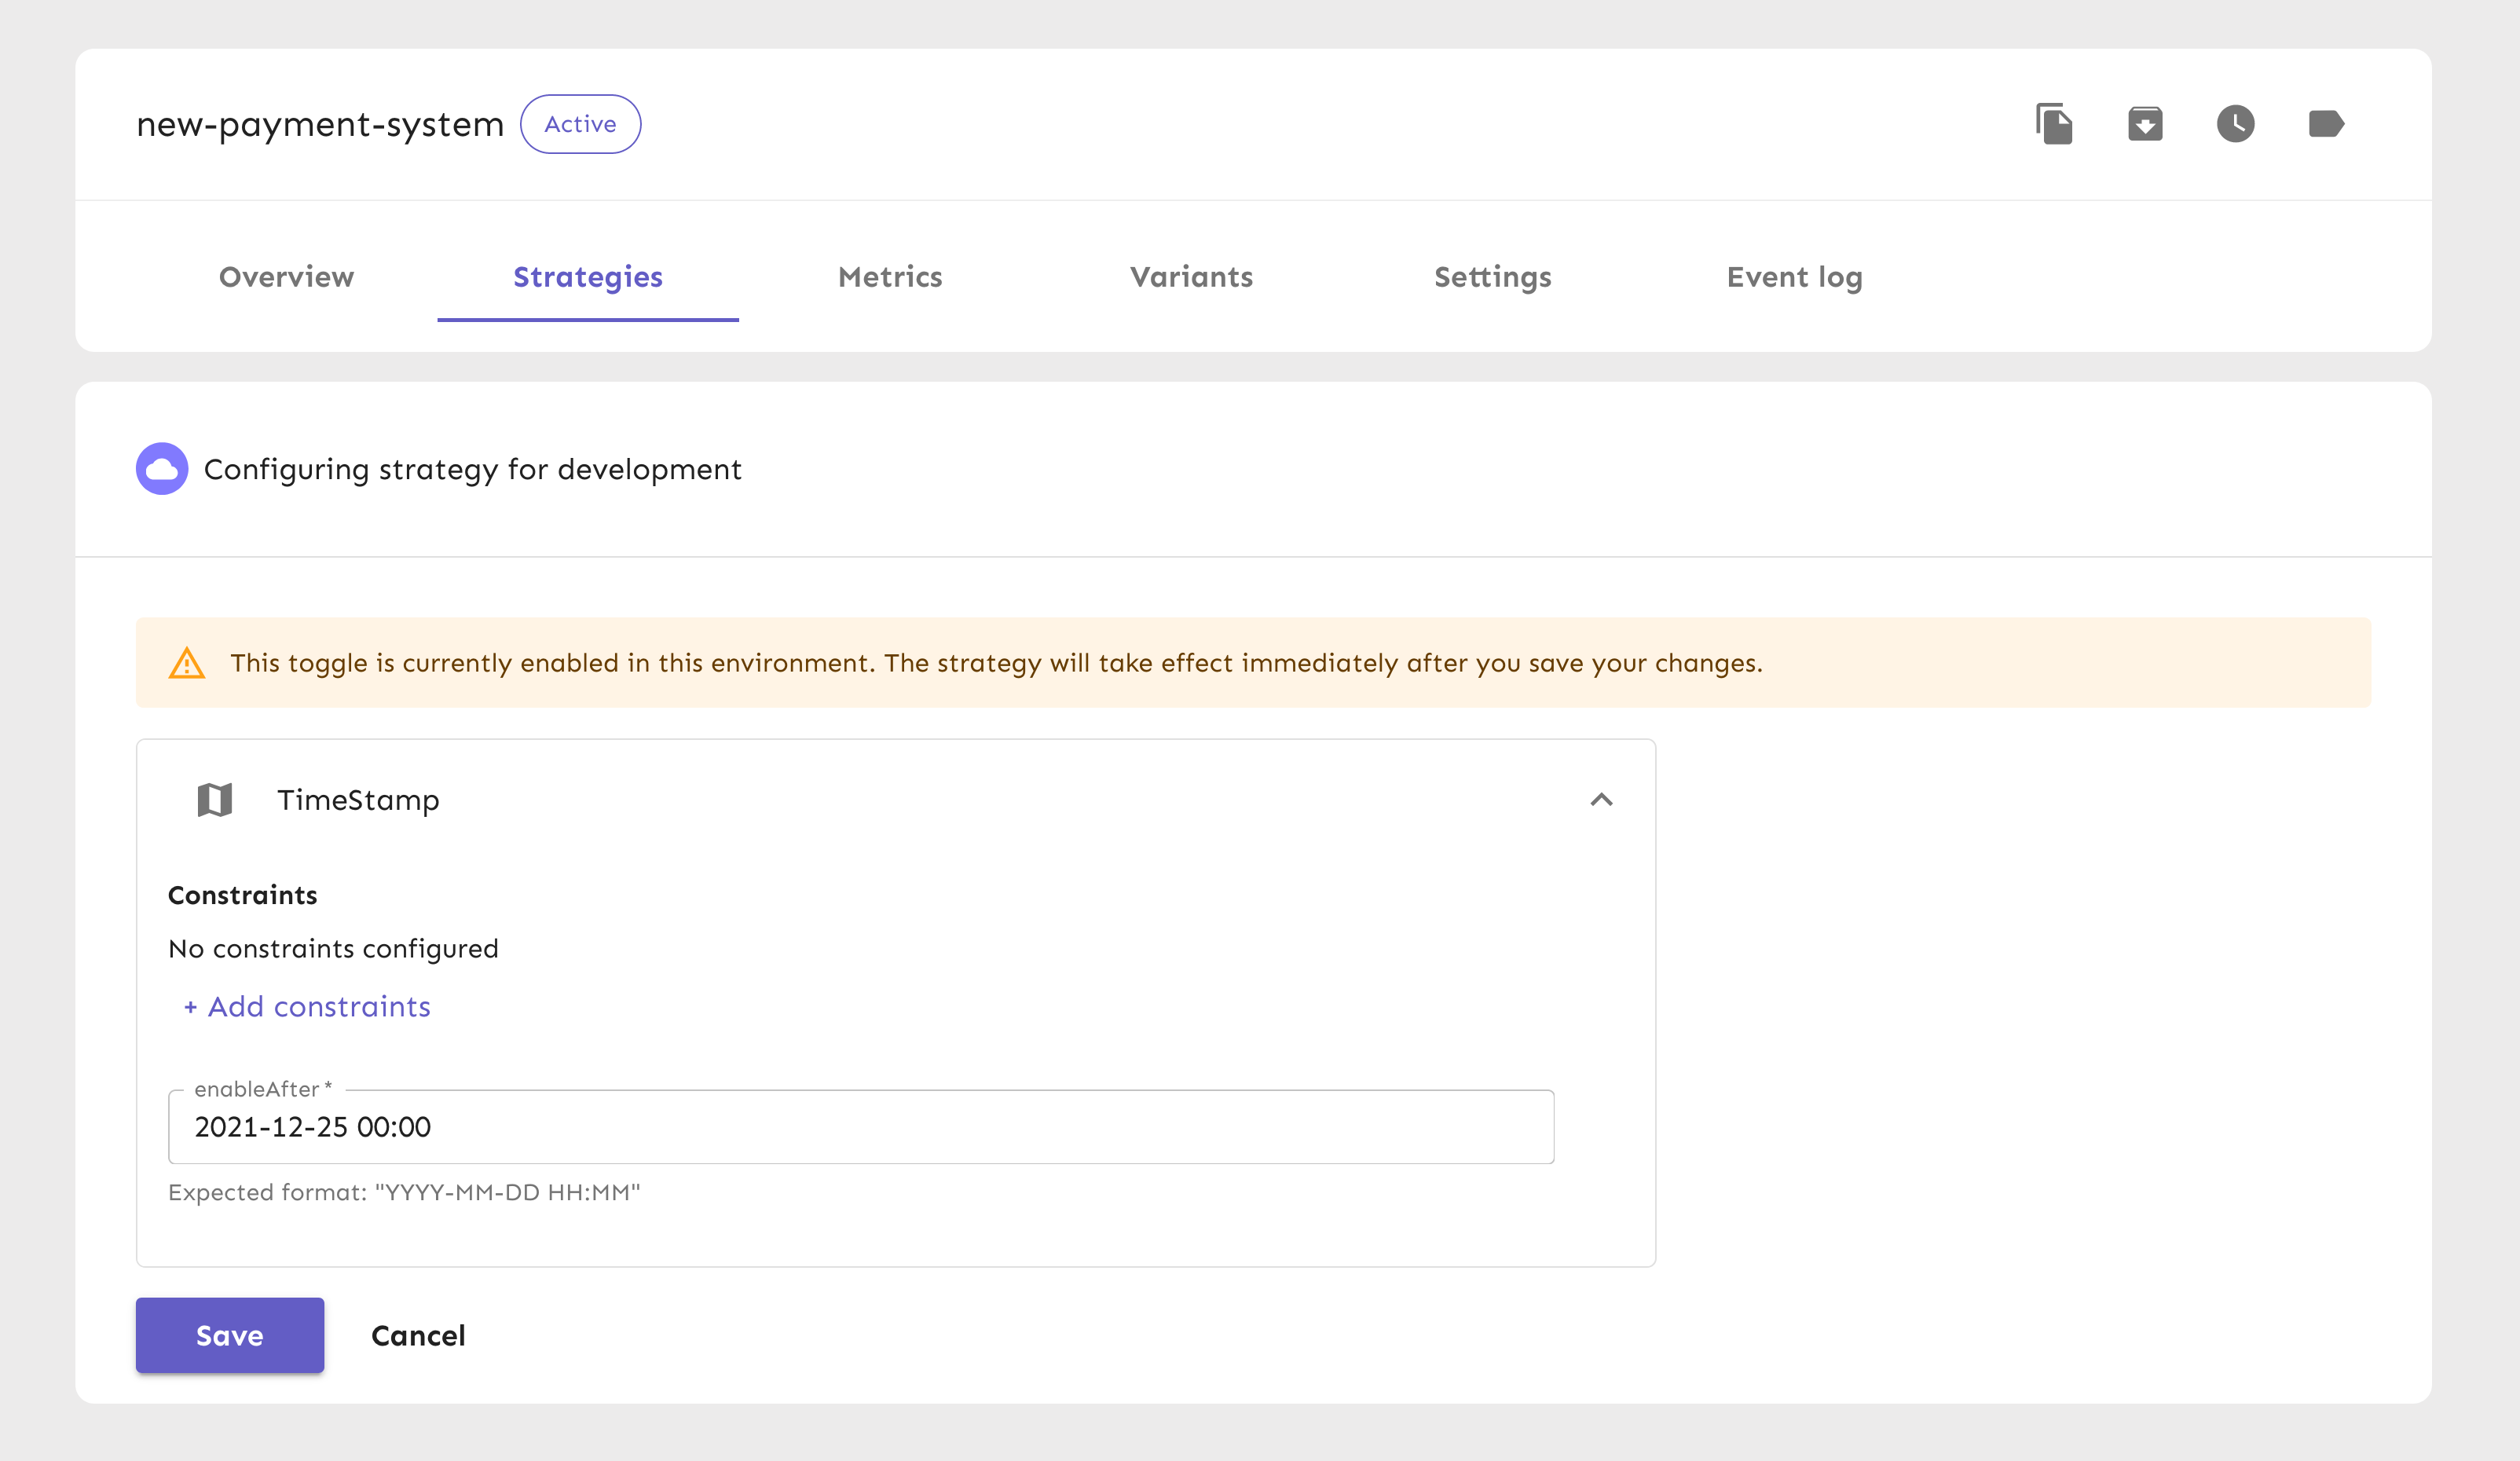 new-payment-system Active
Overview Strategies Metrics Variants Settings Event log
Configuring strategy for development
This toggle is currently enabled in this environment. The strategy will take effect immediately after you save your changes.
TimeStamp
Constraints
No constraints configured
+ Add constraints
enableAfter *
2021-12-25 00:00
Expected format: "YYYY-MM-DD HH:MM"
Save Cancel